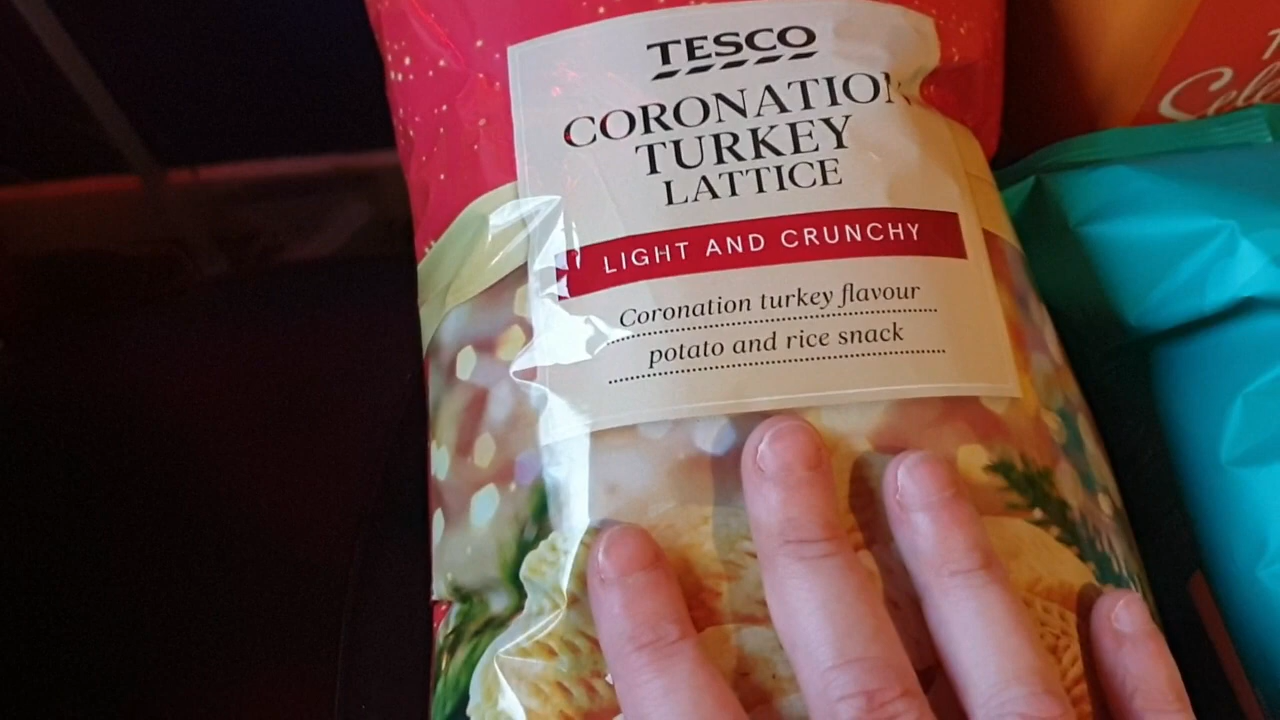 TESCO
CORONATION
TURKEY
LATTICE
LIGHT AND CRUNCHY
Coronation turkey flavour
potato and rice snack